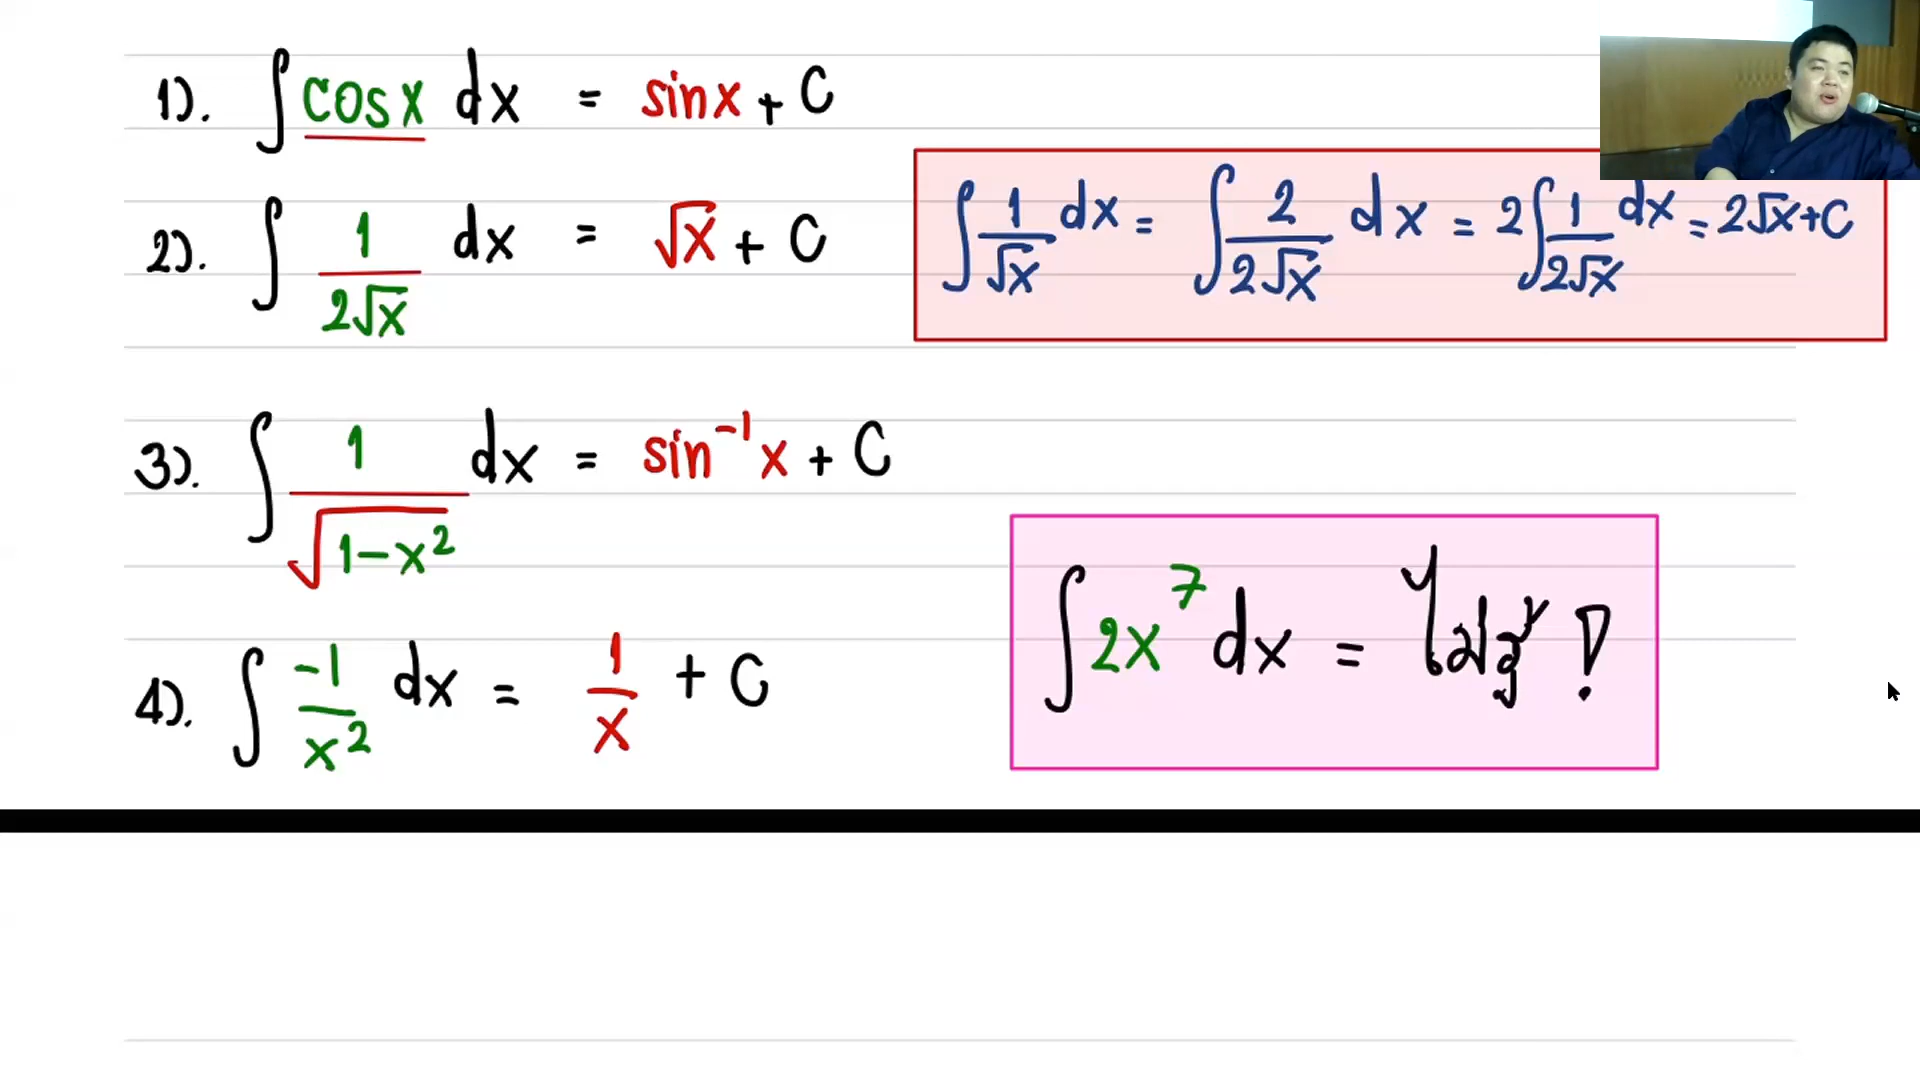 1). ∫ cos x dx = sin x + C
2). ∫ 1/(2√x) dx = √x + C
∫ 1/√x dx = ∫ 2/(2√x) dx = 2∫ 1/(2√x) dx = 2√x + C
3). ∫ 1/√(1-x²) dx = sin⁻¹x + C
∫ 2x⁷ dx = ไม่รู้ !
4). ∫ -1/x² dx = 1/x + C